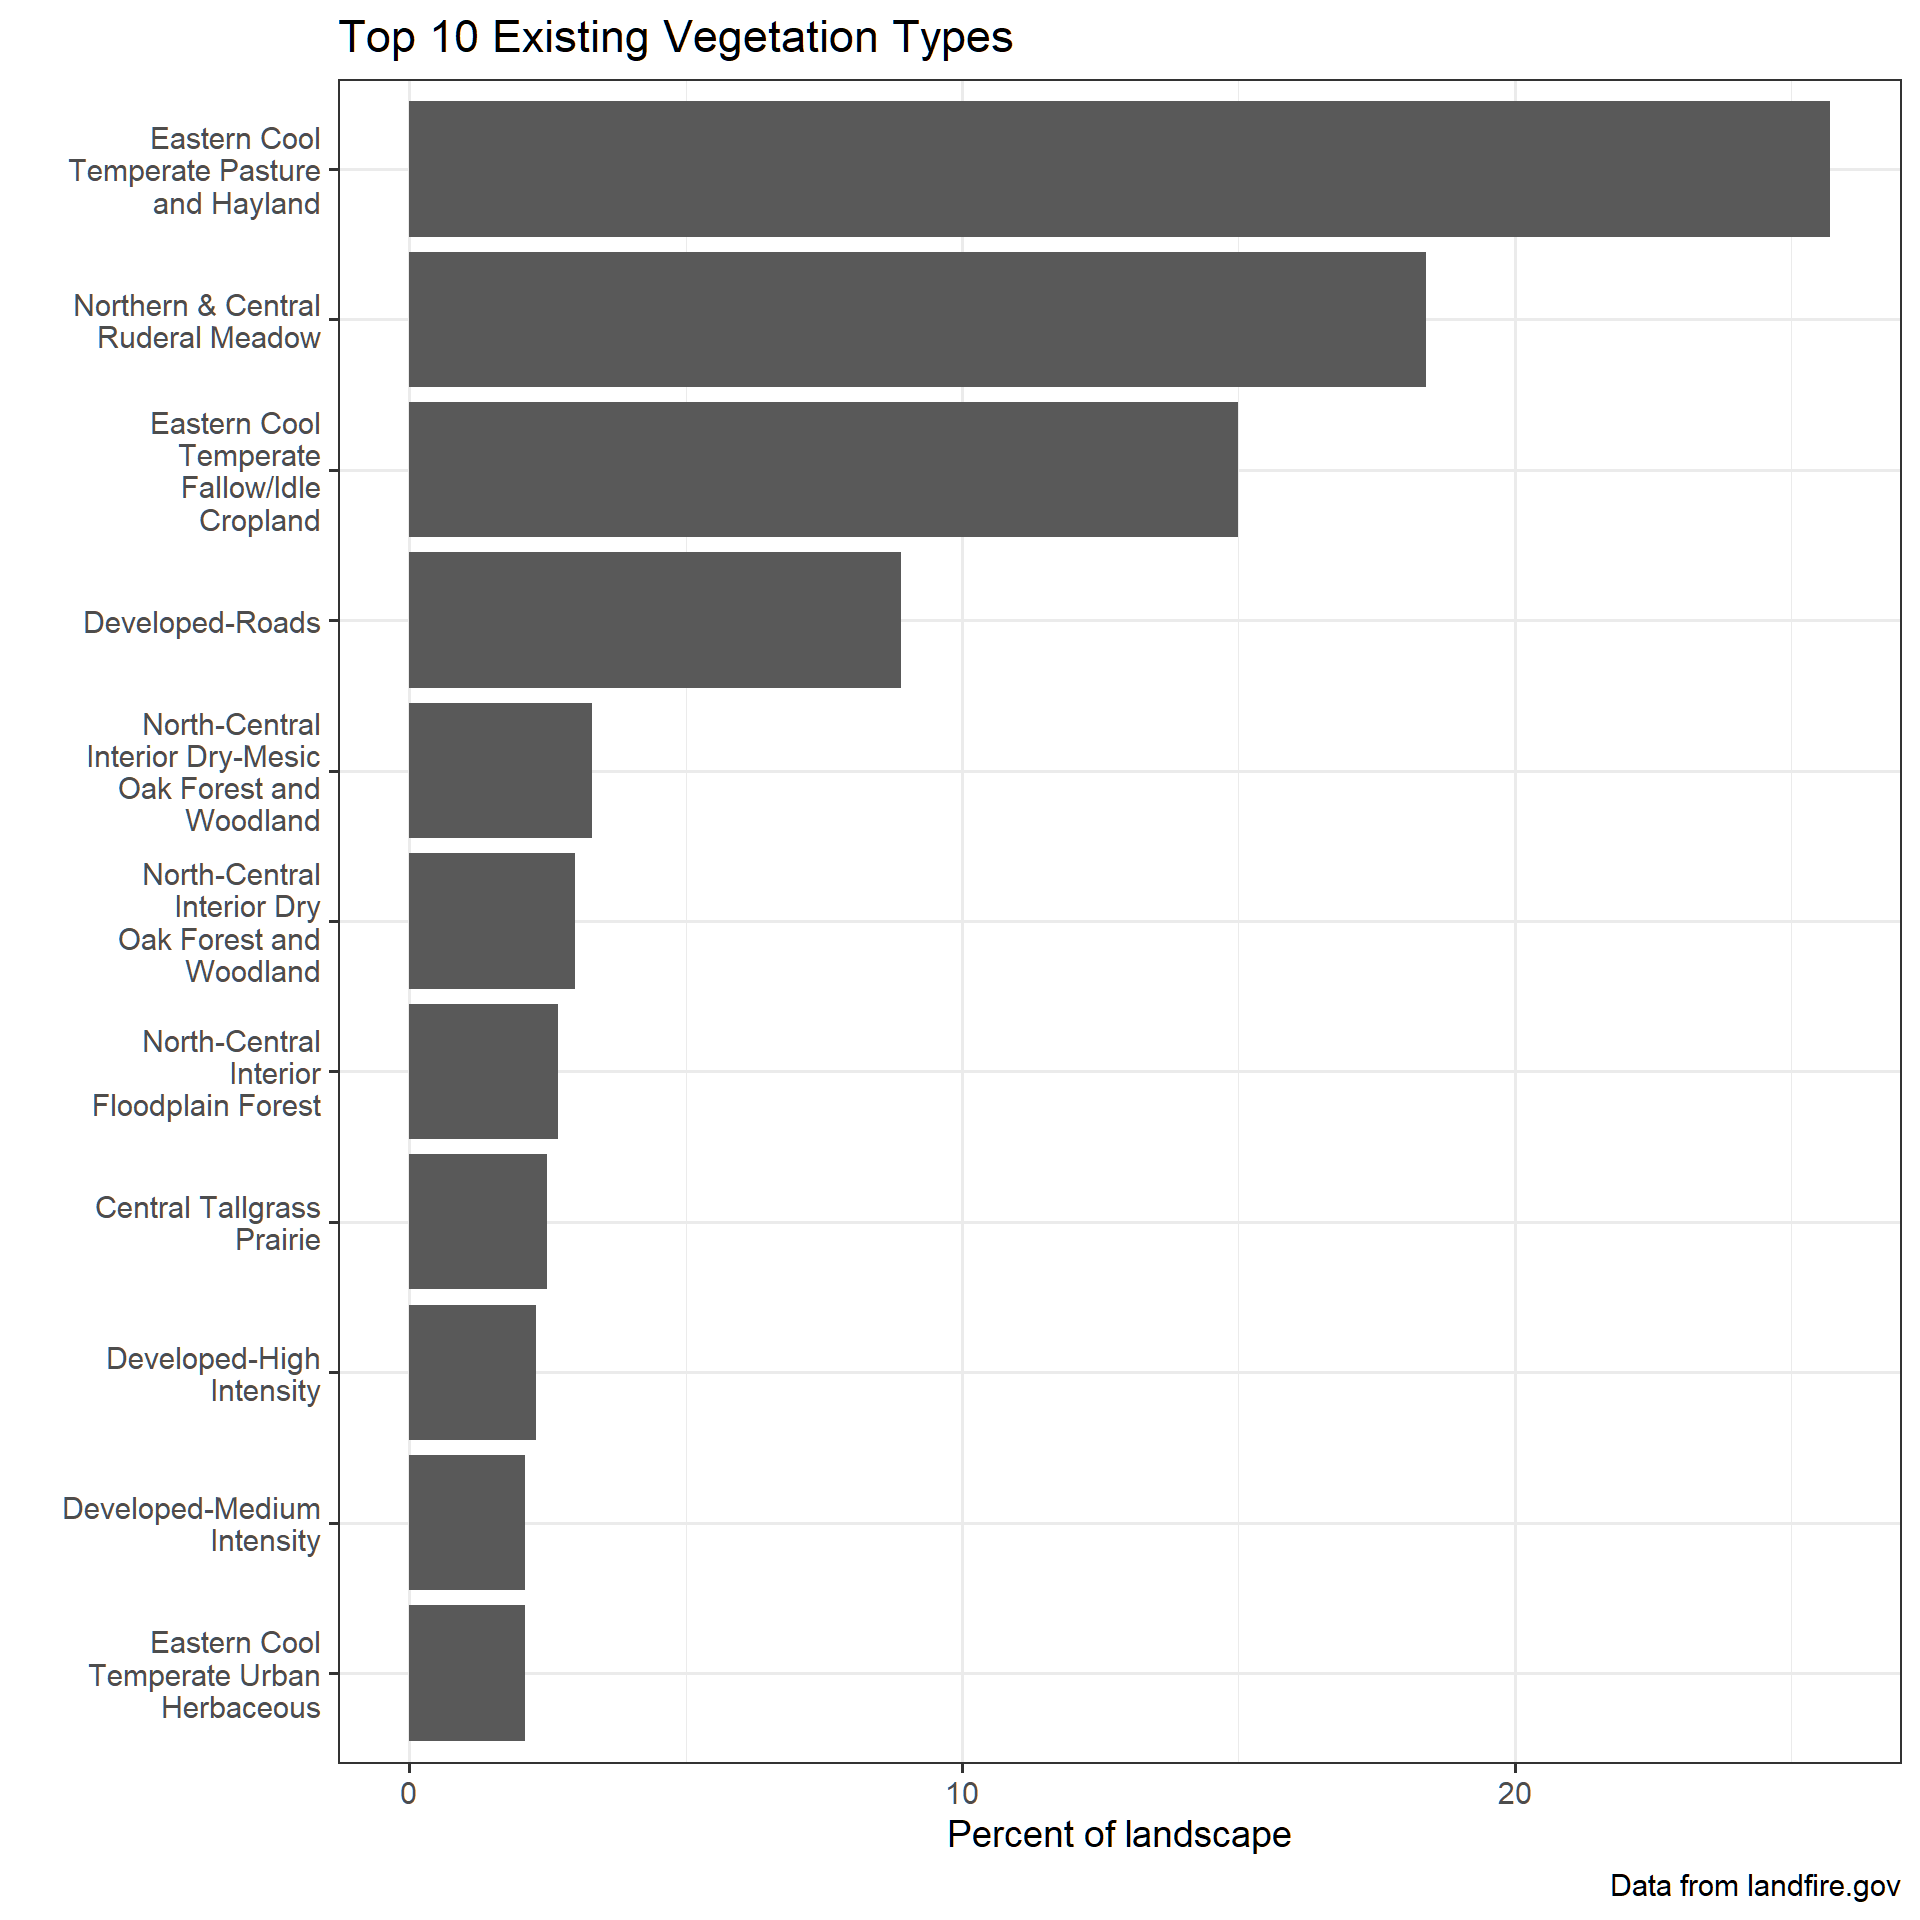 Top 10 Existing Vegetation Types
Eastern Cool
Temperate Pasture
and Hayland
Northern & Central
Ruderal Meadow
Eastern Cool
Temperate
Fallow/Idle
Cropland
Developed-Roads
North-Central
Interior Dry-Mesic
Oak Forest and
Woodland
North-Central
Interior Dry
Oak Forest and
Woodland
North-Central
Interior
Floodplain Forest
Central Tallgrass
Prairie
Developed-High
Intensity
Developed-Medium
Intensity
Eastern Cool
Temperate Urban
Herbaceous
0 10 20
Percent of landscape
Data from landfire.gov